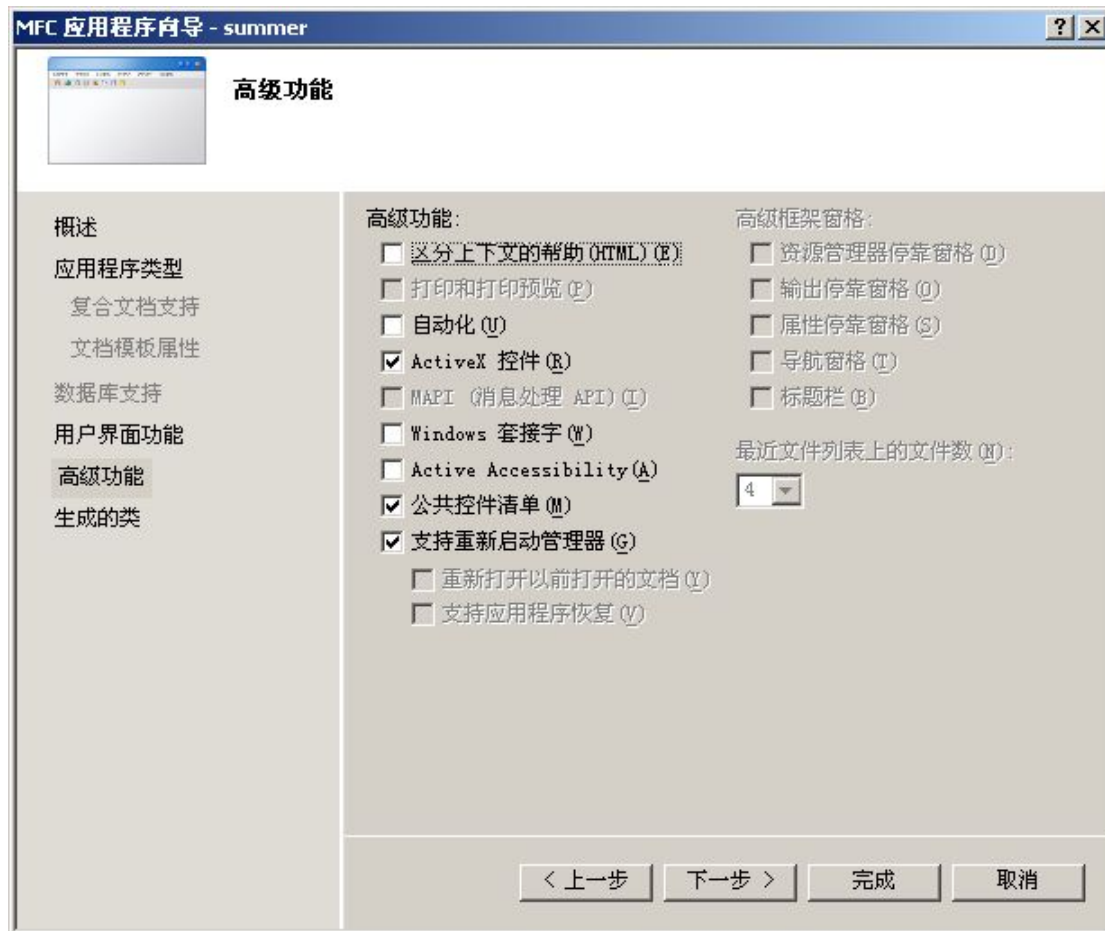 MFC 应用程序向导 - summer
高级功能
概述
应用程序类型
复合文档支持
文档模板属性
数据库支持
用户界面功能
高级功能
生成的类
高级功能:
区分上下文的帮助(HTML)(E)
打印和打印预览(P)
自动化(U)
ActiveX 控件(R)
MAPI (消息处理 API)(I)
Windows 套接字(W)
Active Accessibility(A)
公共控件清单(M)
支持重新启动管理器(G)
重新打开以前打开的文档(Y)
支持应用程序恢复(V)
高级框架窗格:
资源管理器停靠窗格(D)
输出停靠窗格(O)
属性停靠窗格(S)
导航窗格(T)
标题栏(B)
最近文件列表上的文件数(N):
4
< 上一步
下一步 >
完成
取消